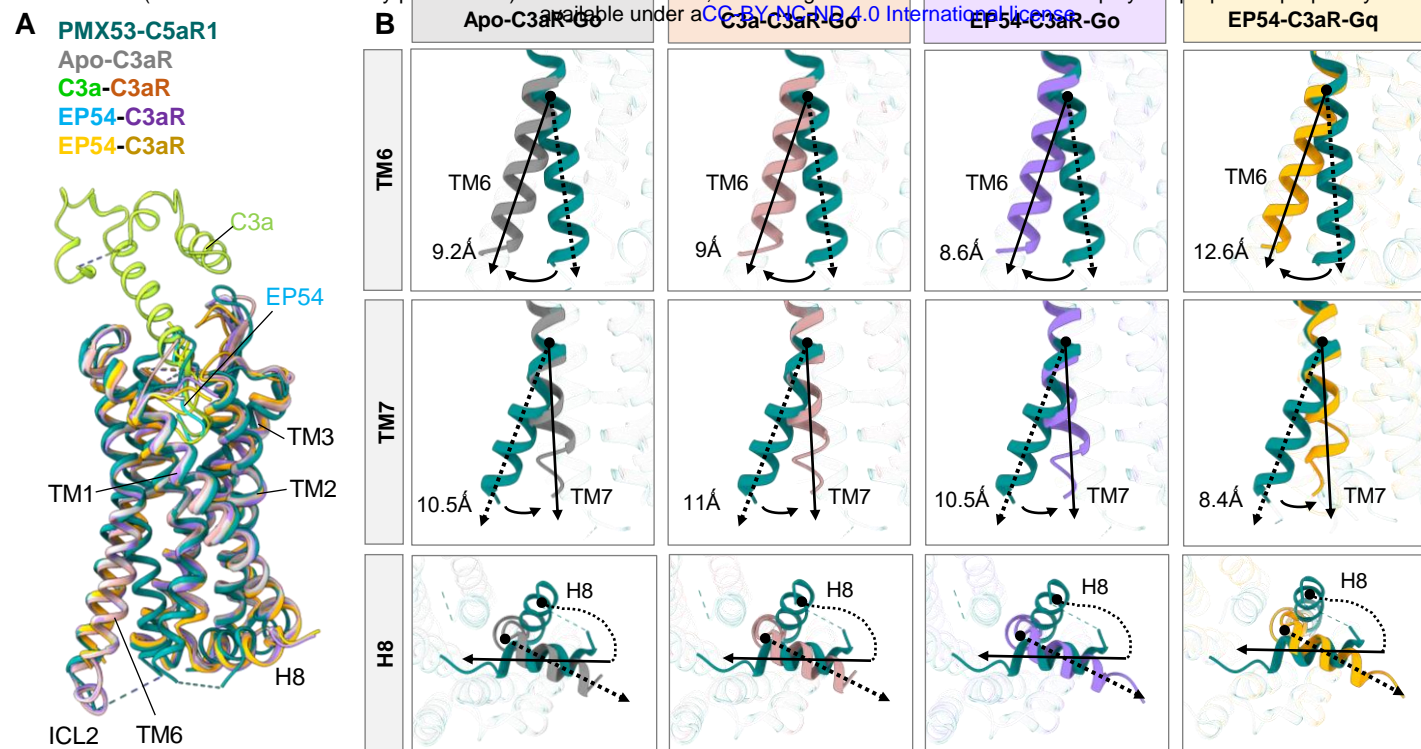 available under aCC-BY-NC-ND 4.0 International license.
A
PMX53-C5aR1
Apo-C3aR
C3a-C3aR
EP54-C3aR
EP54-C3aR
C3a
EP54
TM3
TM1
TM2
H8
ICL2
TM6
B
Apo-C3aR-Go
C3a-C3aR-Go
EP54-C3aR-Go
EP54-C3aR-Gq
TM6
TM6
9.2Å
TM6
9Å
TM6
8.6Å
TM6
12.6Å
TM7
10.5Å
TM7
11Å
TM7
10.5Å
TM7
8.4Å
TM7
H8
H8
H8
H8
H8